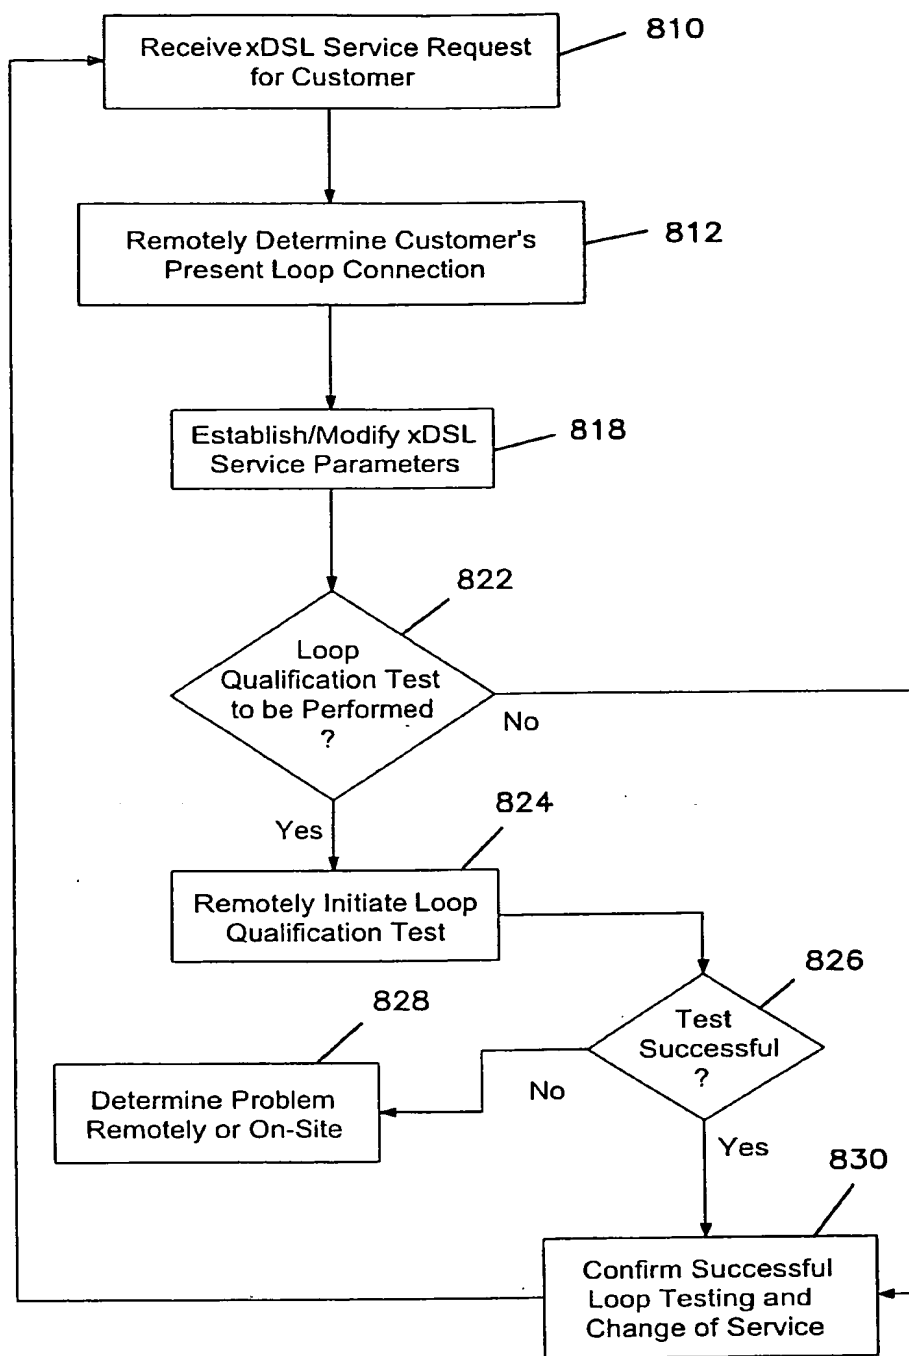 Receive xDSL Service Request
for Customer
810
Remotely Determine Customer's
Present Loop Connection
812
Establish/Modify xDSL
Service Parameters
818
822
Loop
Qualification Test
to be Performed
?
No
Yes
824
Remotely Initiate Loop
Qualification Test
826
Test
Successful
?
No
Yes
828
Determine Problem
Remotely or On-Site
830
Confirm Successful
Loop Testing and
Change of Service